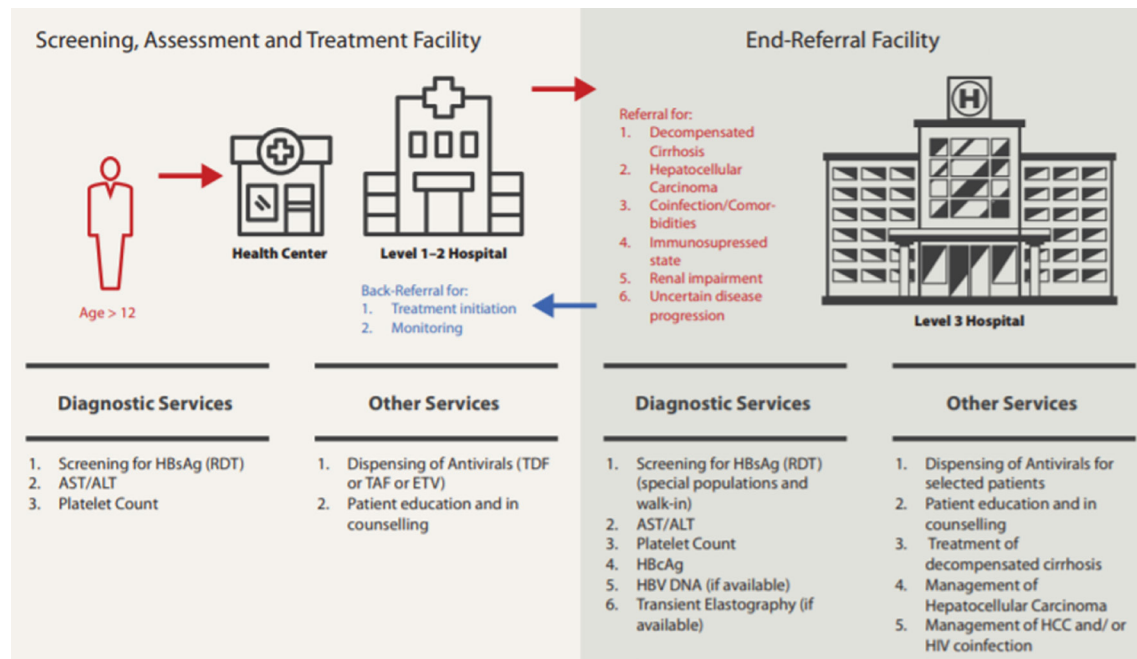 Screening, Assessment and Treatment Facility
Age > 12
Health Center
Level 1–2 Hospital
Back-Referral for:
1. Treatment initiation
2. Monitoring
End-Referral Facility
Referral for:
1. Decompensated
Cirrhosis
2. Hepatocellular
Carcinoma
3. Coinfection/Comor-
bidities
4. Immunosupressed
state
5. Renal impairment
6. Uncertain disease
progression
H
Level 3 Hospital
Diagnostic Services
1. Screening for HBsAg (RDT)
2. AST/ALT
3. Platelet Count
Other Services
1. Dispensing of Antivirals (TDF
or TAF or ETV)
2. Patient education and in
counselling
Diagnostic Services
1. Screening for HBsAg (RDT)
(special populations and
walk-in)
2. AST/ALT
3. Platelet Count
4. HBcAg
5. HBV DNA (if available)
6. Transient Elastography (if
available)
Other Services
1. Dispensing of Antivirals for
selected patients
2. Patient education and in
counselling
3. Treatment of
decompensated cirrhosis
4. Management of
Hepatocellular Carcinoma
5. Management of HCC and/ or
HIV coinfection